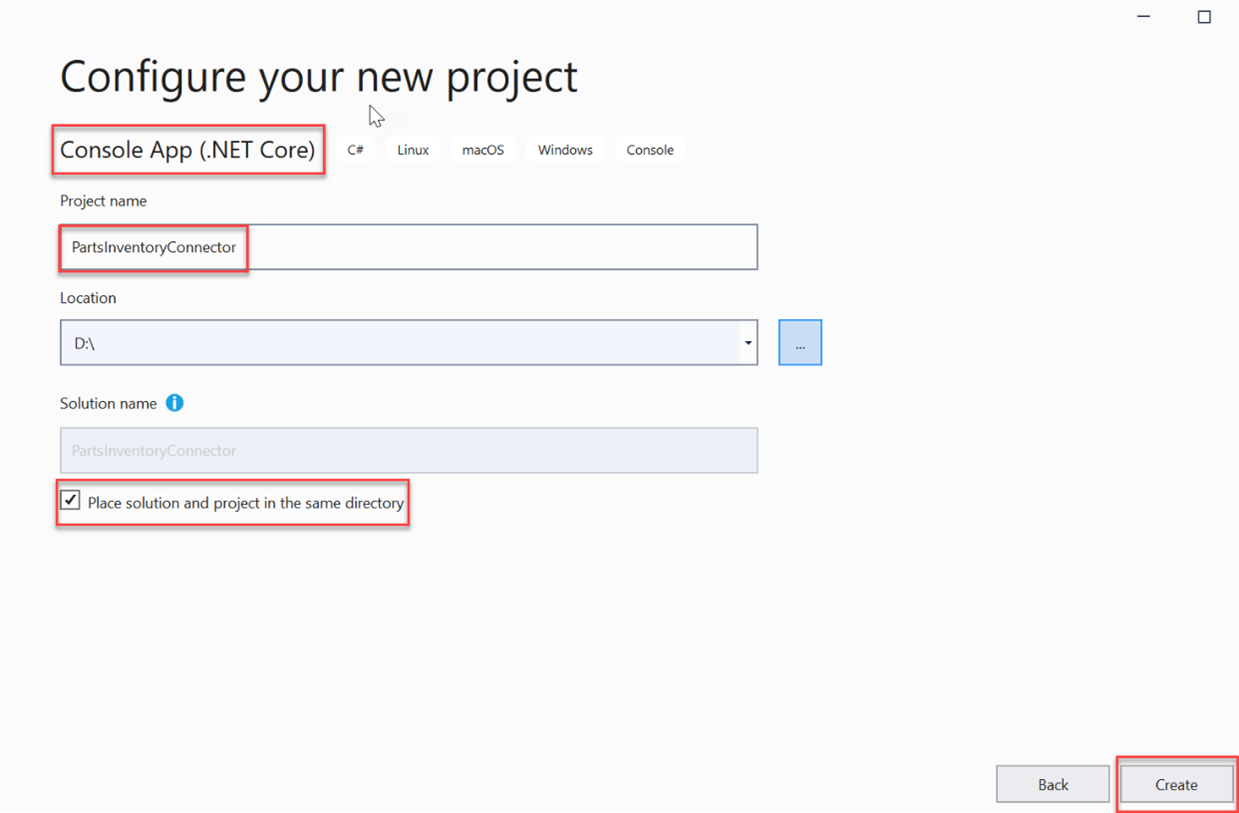 Configure your new project
Console App (.NET Core) C# Linux macOS Windows Console
Project name
PartsInventoryConnector
Location
D:\
...
Solution name
PartsInventoryConnector
Place solution and project in the same directory
Back Create